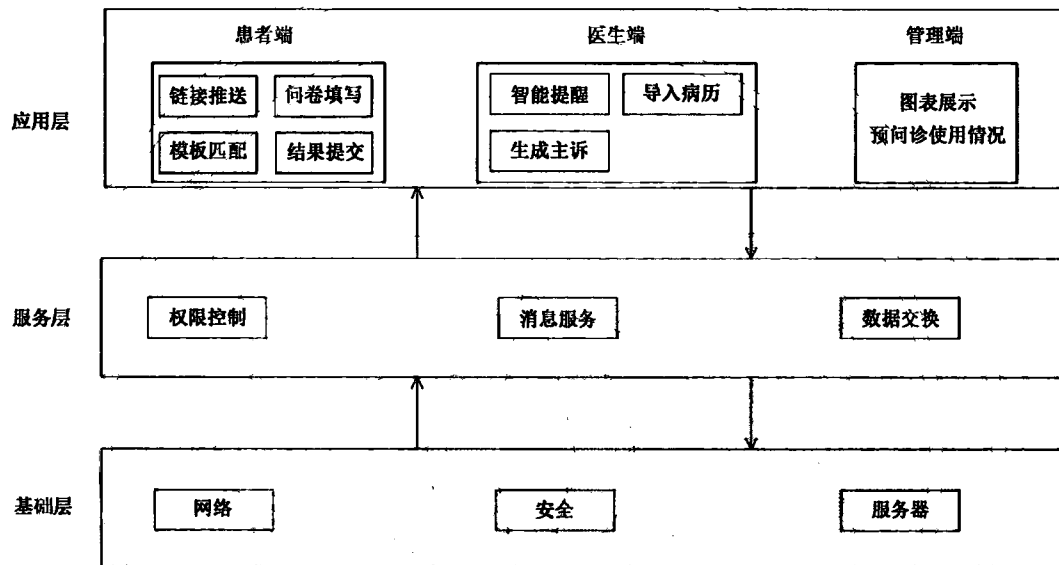 患者端 医生端 管理端
应用层
链接推送 问卷填写 智能提醒 导入病历
图表展示
预问诊使用情况
模板匹配 结果提交 生成主诉
服务层
权限控制 消息服务 数据交换
基础层
网络 安全 服务器